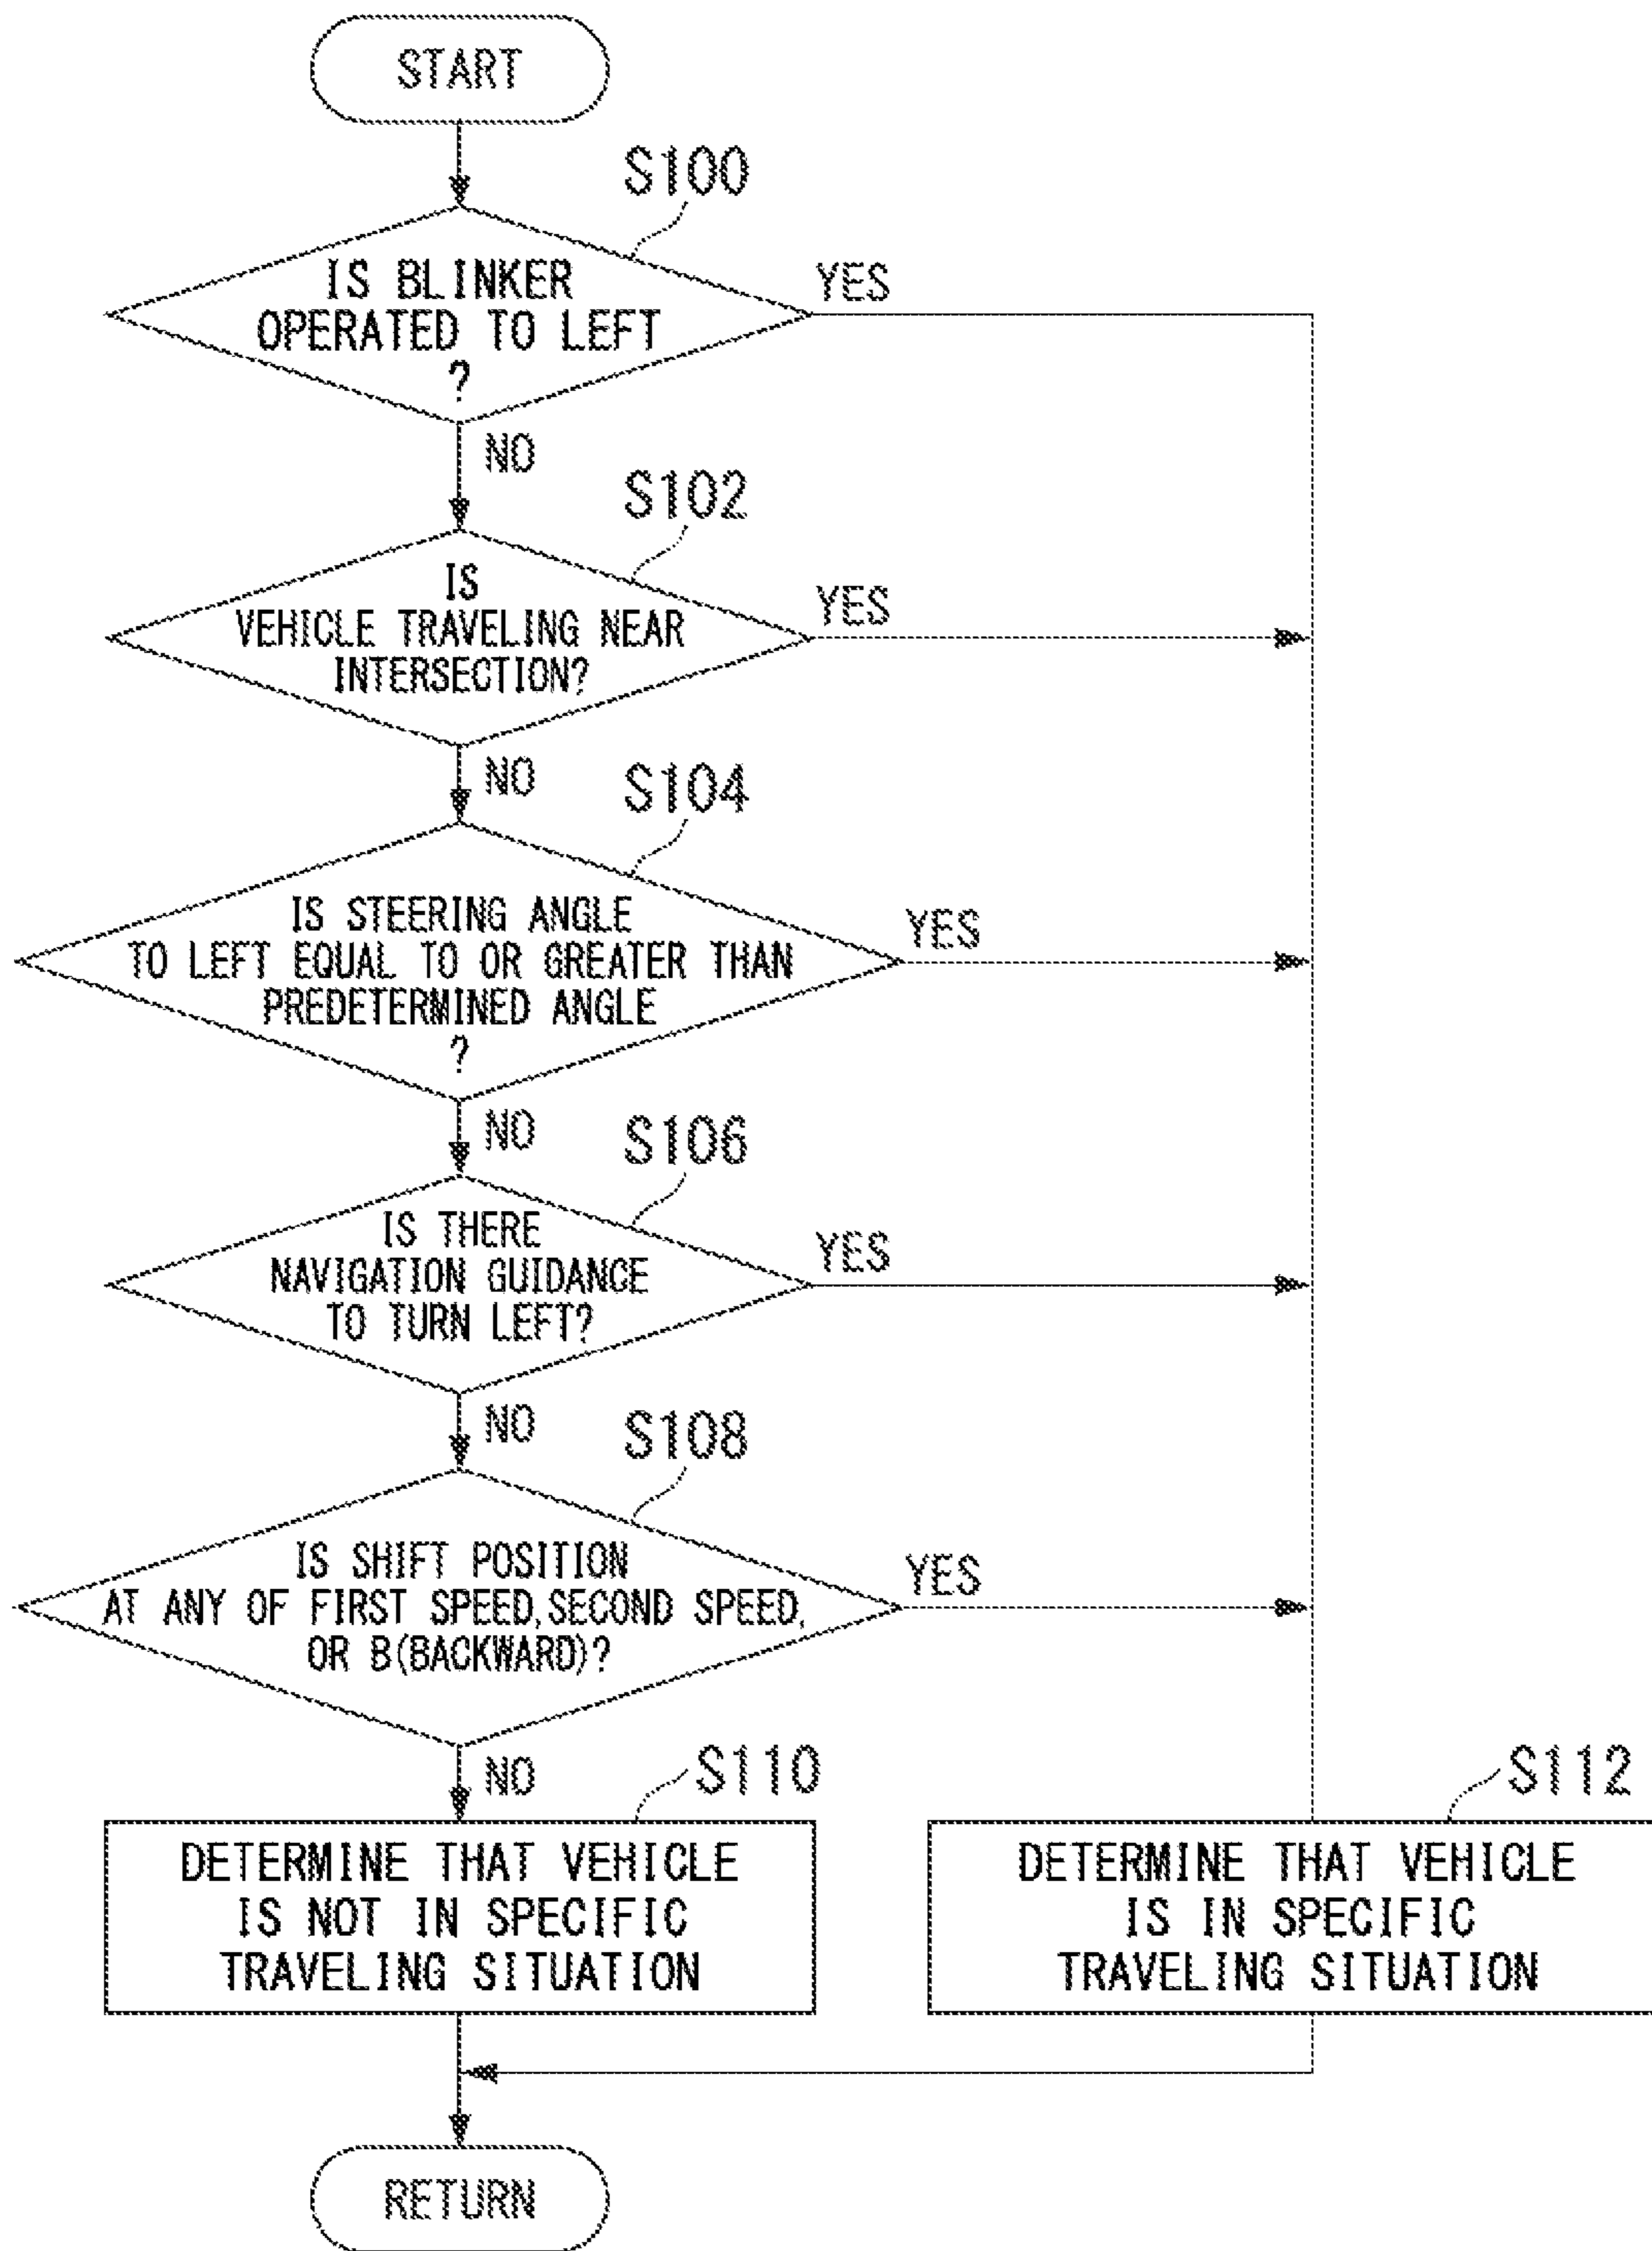 START
S100
IS BLINKER
OPERATED TO LEFT
?
YES
NO
S102
IS
VEHICLE TRAVELING NEAR
INTERSECTION?
YES
NO
S104
IS STEERING ANGLE
TO LEFT EQUAL TO OR GREATER THAN
PREDETERMINED ANGLE
?
YES
NO
S106
IS THERE
NAVIGATION GUIDANCE
TO TURN LEFT?
YES
NO
S108
IS SHIFT POSITION
AT ANY OF FIRST SPEED,SECOND SPEED,
OR B(BACKWARD)?
YES
NO
S110
DETERMINE THAT VEHICLE
IS NOT IN SPECIFIC
TRAVELING SITUATION
S112
DETERMINE THAT VEHICLE
IS IN SPECIFIC
TRAVELING SITUATION
RETURN